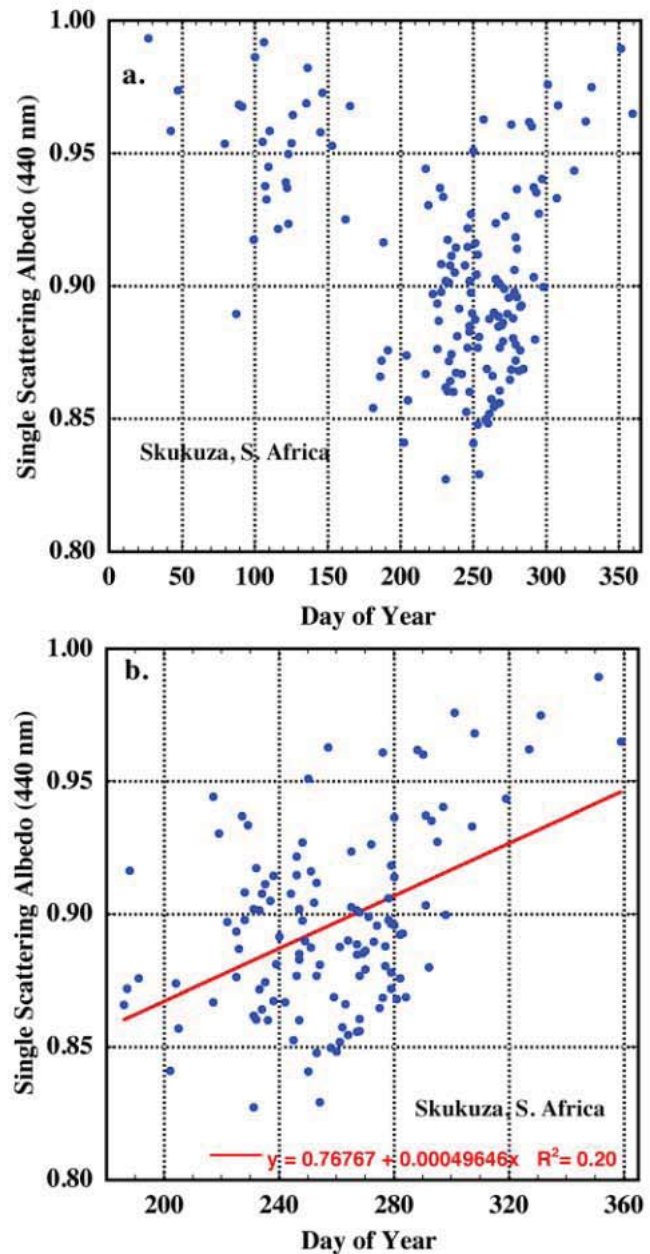 a.
1.00
0.95
0.90
0.85
0.80
Single Scattering Albedo (440 nm)
Skukuza, S. Africa
0 50 100 150 200 250 300 350
Day of Year
b.
1.00
0.95
0.90
0.85
0.80
Single Scattering Albedo (440 nm)
Skukuza, S. Africa
y = 0.76767 + 0.00049646x R²= 0.20
200 240 280 320 360
Day of Year